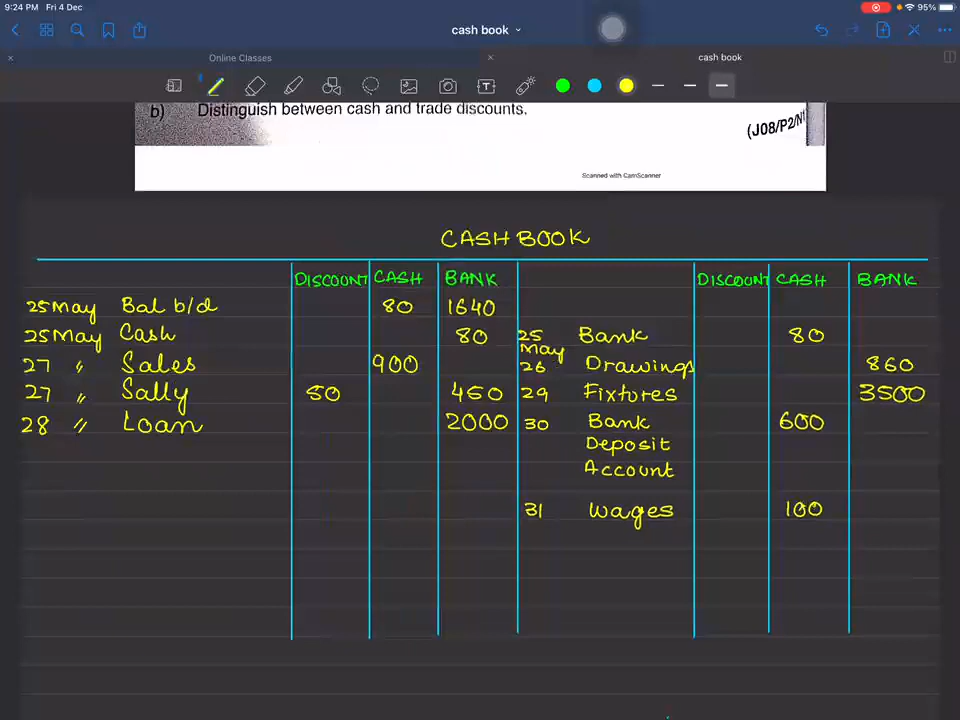 9:24 PM Fri 4 Dec 95%
cash book
Online Classes cash book
b) Distinguish between cash and trade discounts.
(J08/P2/N1
Scanned with CamScanner
CASH BOOK
DISCOUNT CASH BANK DISCOUNT CASH BANK
25 May Bal b/d 80 1640
25 May Cash 80 25 May Bank 80
27 " Sales 900 26 Drawings 860
27 " Sally 50 450 29 Fixtures 3500
28 " Loan 2000 30 Bank 600
Deposit
Account
31 Wages 100